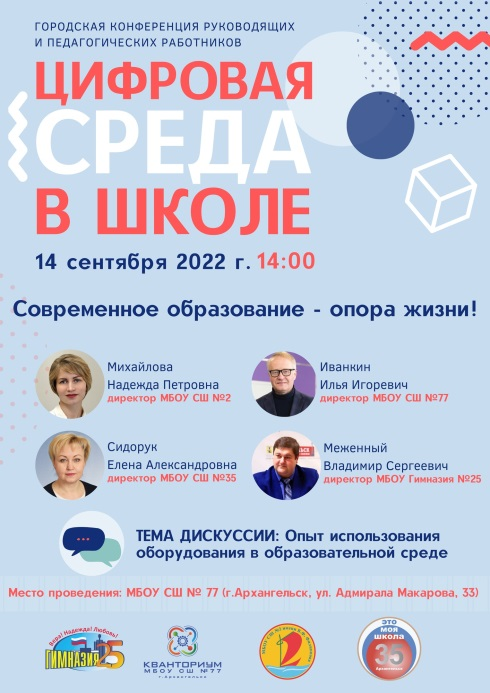 ГОРОДСКАЯ КОНФЕРЕНЦИЯ РУКОВОДЯЩИХ
И ПЕДАГОГИЧЕСКИХ РАБОТНИКОВ
ЦИФРОВАЯ
СРЕДА
В ШКОЛЕ
14 сентября 2022 г. 14:00
Современное образование - опора жизни!
Михайлова
Надежда Петровна
директор МБОУ СШ №2
Иванкин
Илья Игоревич
директор МБОУ СШ №77
Сидорук
Елена Александровна
директор МБОУ СШ №35
Меженный
Владимир Сергеевич
директор МБОУ Гимназия №25
ТЕМА ДИСКУССИИ: Опыт использования
оборудования в образовательной среде
Место проведения: МБОУ СШ № 77 (г.Архангельск, ул. Адмирала Макарова, 33)
Вера! Надежда! Любовь!
ГИМНАЗИЯ 25
КВАНТОРИУМ
МБОУ СШ №77
г.Архангельск
2
ЭТО
МОЯ
ШКОЛА
35
Архангельск